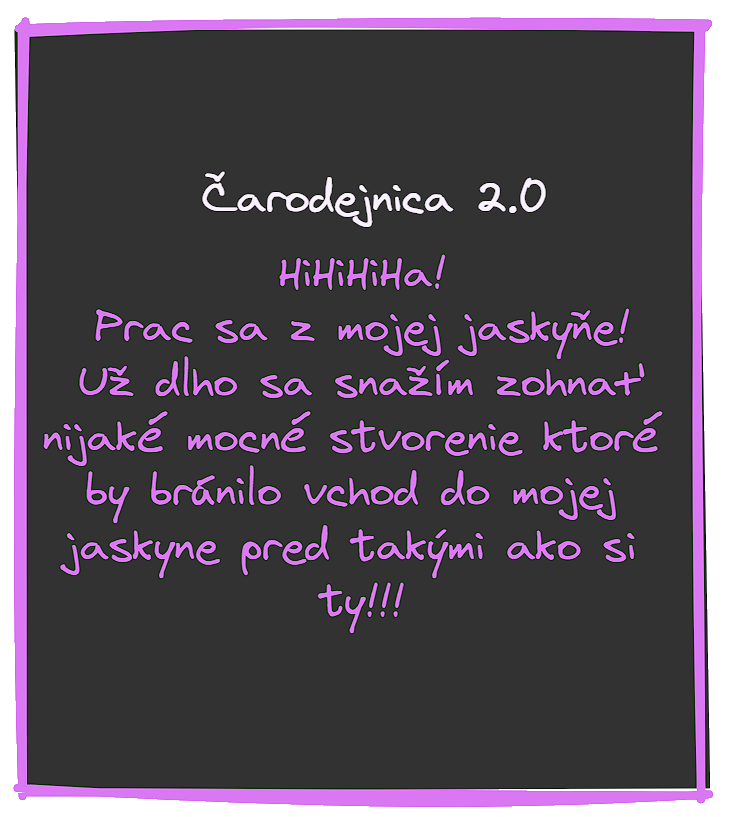 Čarodejnica 2.0
HiHiHiHa!
Prac sa z mojej jaskyňe!
Už dlho sa snažím zohnať
nijaké mocné stvorenie ktoré
by bránilo vchod do mojej
jaskyne pred takými ako si
ty!!!